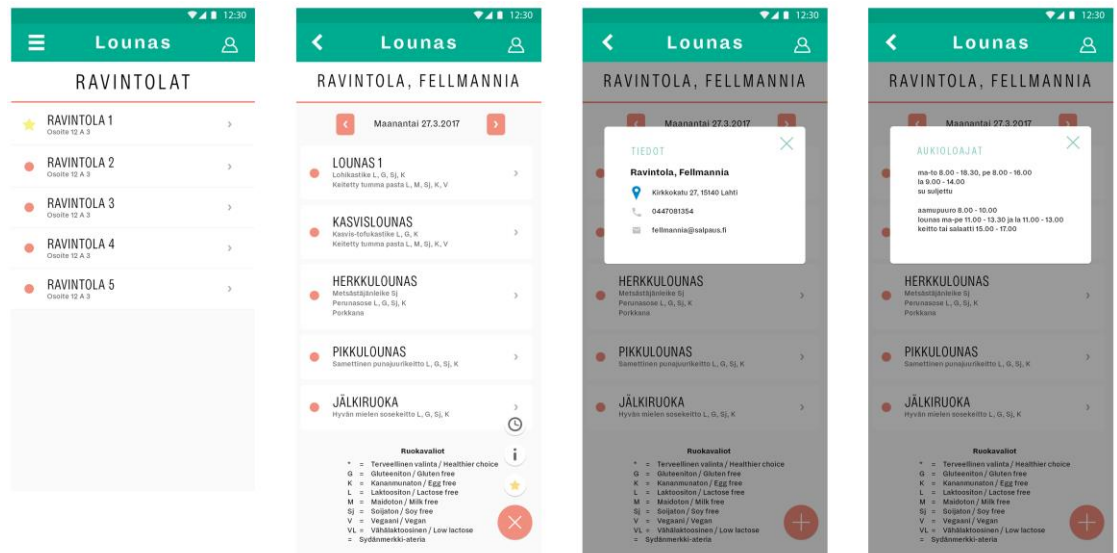 12:30
Lounas
RAVINTOLAT
RAVINTOLA 1
Osoite 12 A 3
RAVINTOLA 2
Osoite 12 A 3
RAVINTOLA 3
Osoite 12 A 3
RAVINTOLA 4
Osoite 12 A 3
RAVINTOLA 5
Osoite 12 A 3
12:30
Lounas
RAVINTOLA, FELLMANNIA
Maanantai 27.3.2017
LOUNAS 1
Lohikastike L, G, Sj, K
Keitetty tumma pasta L, M, Sj, K, V
KASVISLOUNAS
Kasvis-tofukastike L, G, K
Keitetty tumma pasta L, M, Sj, K, V
HERKKULOUNAS
Metsästäjänleike Sj
Perunasose L, G, Sj, K
Porkkana
PIKKULOUNAS
Samettinen punajuurikeitto L, G, Sj, K
JÄLKIRUOKA
Hyvän mielen sosekeitto L, G, Sj, K
Ruokavaliot
* = Terveellinen valinta / Healthier choice
G = Gluteeniton / Gluten free
K = Kananmunaton / Egg free
L = Laktoositon / Lactose free
M = Maidoton / Milk free
Sj = Soijaton / Soy free
V = Vegaani / Vegan
VL = Vähälaktoosinen / Low lactose
= Sydänmerkki-ateria
12:30
Lounas
RAVINTOLA, FELLMANNIA
Maanantai 27.3.2017
TIEDOT
Ravintola, Fellmannia
Kirkkokatu 27, 15140 Lahti
0447081354
fellmannia@salpaus.fi
HERKKULOUNAS
Metsästäjänleike Sj
Perunasose L, G, Sj, K
Porkkana
PIKKULOUNAS
Samettinen punajuurikeitto L, G, Sj, K
JÄLKIRUOKA
Hyvän mielen sosekeitto L, G, Sj, K
Ruokavaliot
* = Terveellinen valinta / Healthier choice
G = Gluteeniton / Gluten free
K = Kananmunaton / Egg free
L = Laktoositon / Lactose free
M = Maidoton / Milk free
Sj = Soijaton / Soy free
V = Vegaani / Vegan
VL = Vähälaktoosinen / Low lactose
= Sydänmerkki-ateria
12:30
Lounas
RAVINTOLA, FELLMANNIA
Maanantai 27.3.2017
AUKIOLOAJAT
ma-to 8.00 - 18.30, pe 8.00 - 16.00
la 9.00 - 14.00
su suljettu
aamupuuro 8.00 - 10.00
lounas ma-pe 11.00 - 13.30 ja la 11.00 - 13.00
keitto tai salaatti 15.00 - 17.00
HERKKULOUNAS
Metsästäjänleike Sj
Perunasose L, G, Sj, K
Porkkana
PIKKULOUNAS
Samettinen punajuurikeitto L, G, Sj, K
JÄLKIRUOKA
Hyvän mielen sosekeitto L, G, Sj, K
Ruokavaliot
* = Terveellinen valinta / Healthier choice
G = Gluteeniton / Gluten free
K = Kananmunaton / Egg free
L = Laktoositon / Lactose free
M = Maidoton / Milk free
Sj = Soijaton / Soy free
V = Vegaani / Vegan
VL = Vähälaktoosinen / Low lactose
= Sydänmerkki-ateria